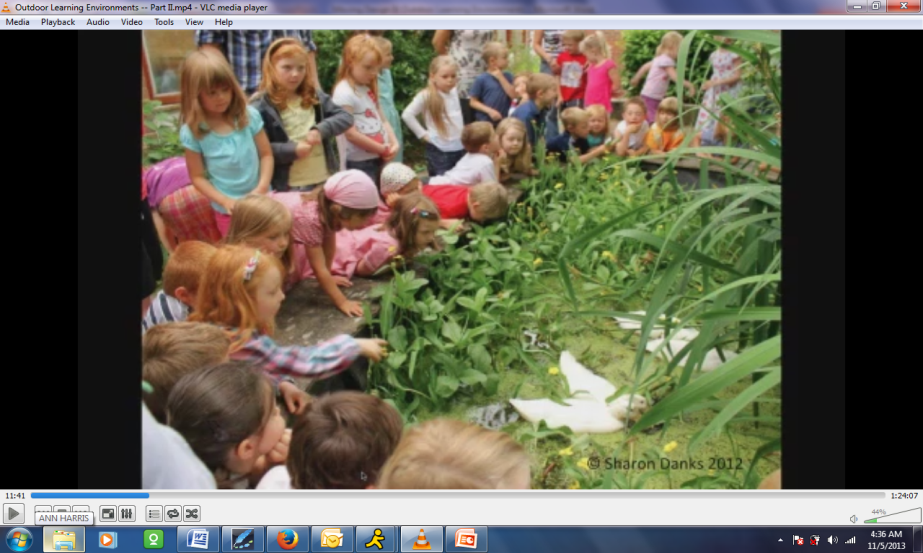 Outdoor Learning Environments -- Part II.mp4 - VLC media player
Media Playback Audio Video Tools View Help
© Sharon Danks 2012
11:41
1:24:07
ANN HARRIS
44%
4:36 AM
11/5/2013